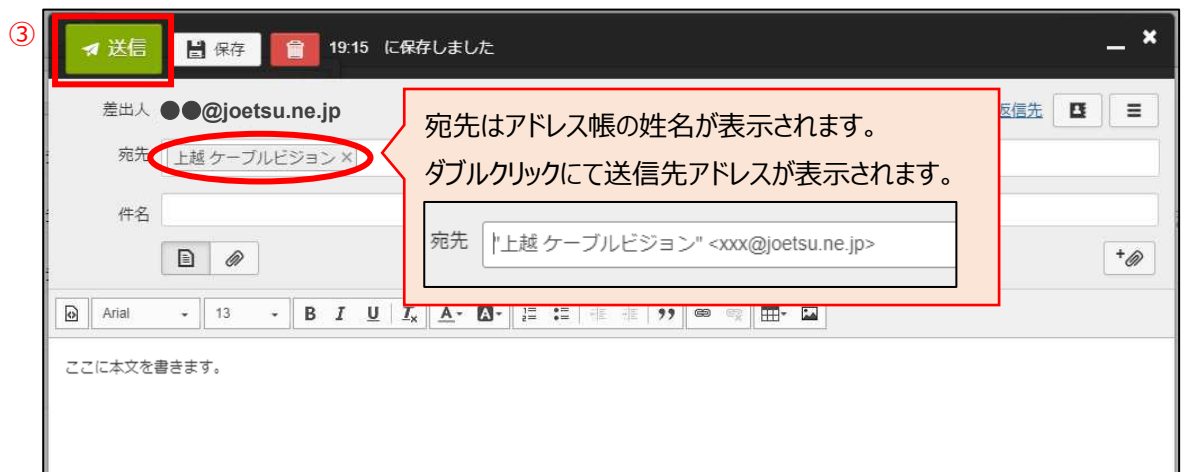 ③
送信 保存 19:15 に保存しました
差出人 ●●@joetsu.ne.jp 返信先
宛先 上越 ケーブルビジョン ×
宛先はアドレス帳の姓名が表示されます。
ダブルクリックにて送信先アドレスが表示されます。
宛先 "上越 ケーブルビジョン" <xxx@joetsu.ne.jp>
件名
Arial 13 B I U Ix A A
ここに本文を書きます。